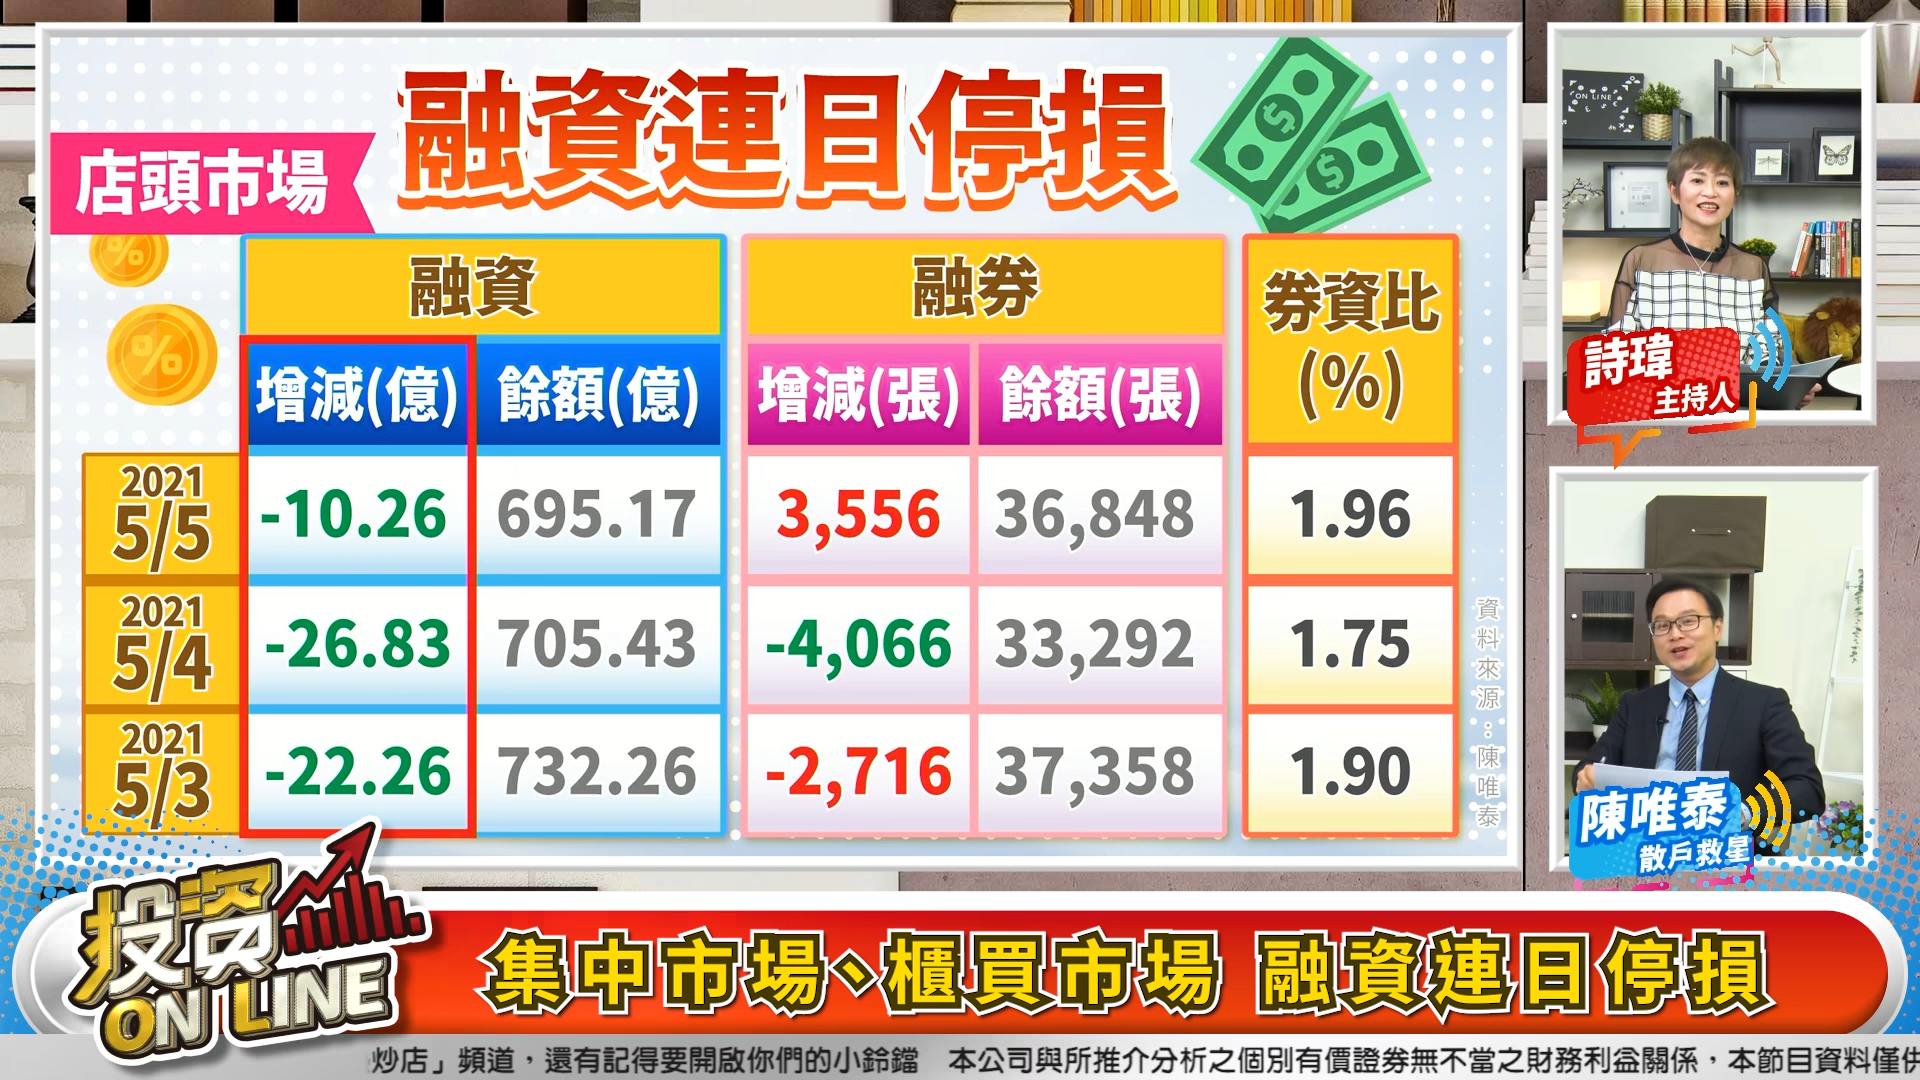 融資連日停損
店頭市場
融資
融券
券資比
(%)
增減(億)
餘額(億)
增減(張)
餘額(張)
2021
5/5
-10.26
695.17
3,556
36,848
1.96
2021
5/4
-26.83
705.43
-4,066
33,292
1.75
2021
5/3
-22.26
732.26
-2,716
37,358
1.90
資料來源：陳唯泰
ON LINE
詩瑋
主持人
陳唯泰
散戶救星
投資
ON LINE
集中市場、櫃買市場 融資連日停損
炒店」頻道，還有記得要開啟你們的小鈴鐺 本公司與所推介分析之個別有價證券無不當之財務利益關係，本節目資料僅供